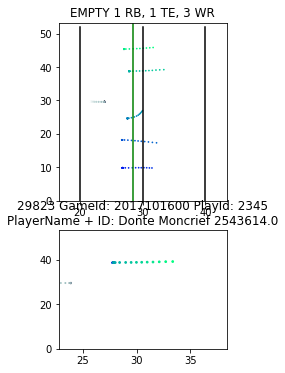 EMPTY 1 RB, 1 TE, 3 WR
50
40
30
20
10
0
20 30 40
29823 GameId: 2017101600 PlayId: 2345
PlayerName + ID: Donte Moncrief 2543614.0
40
20
0
25 30 35